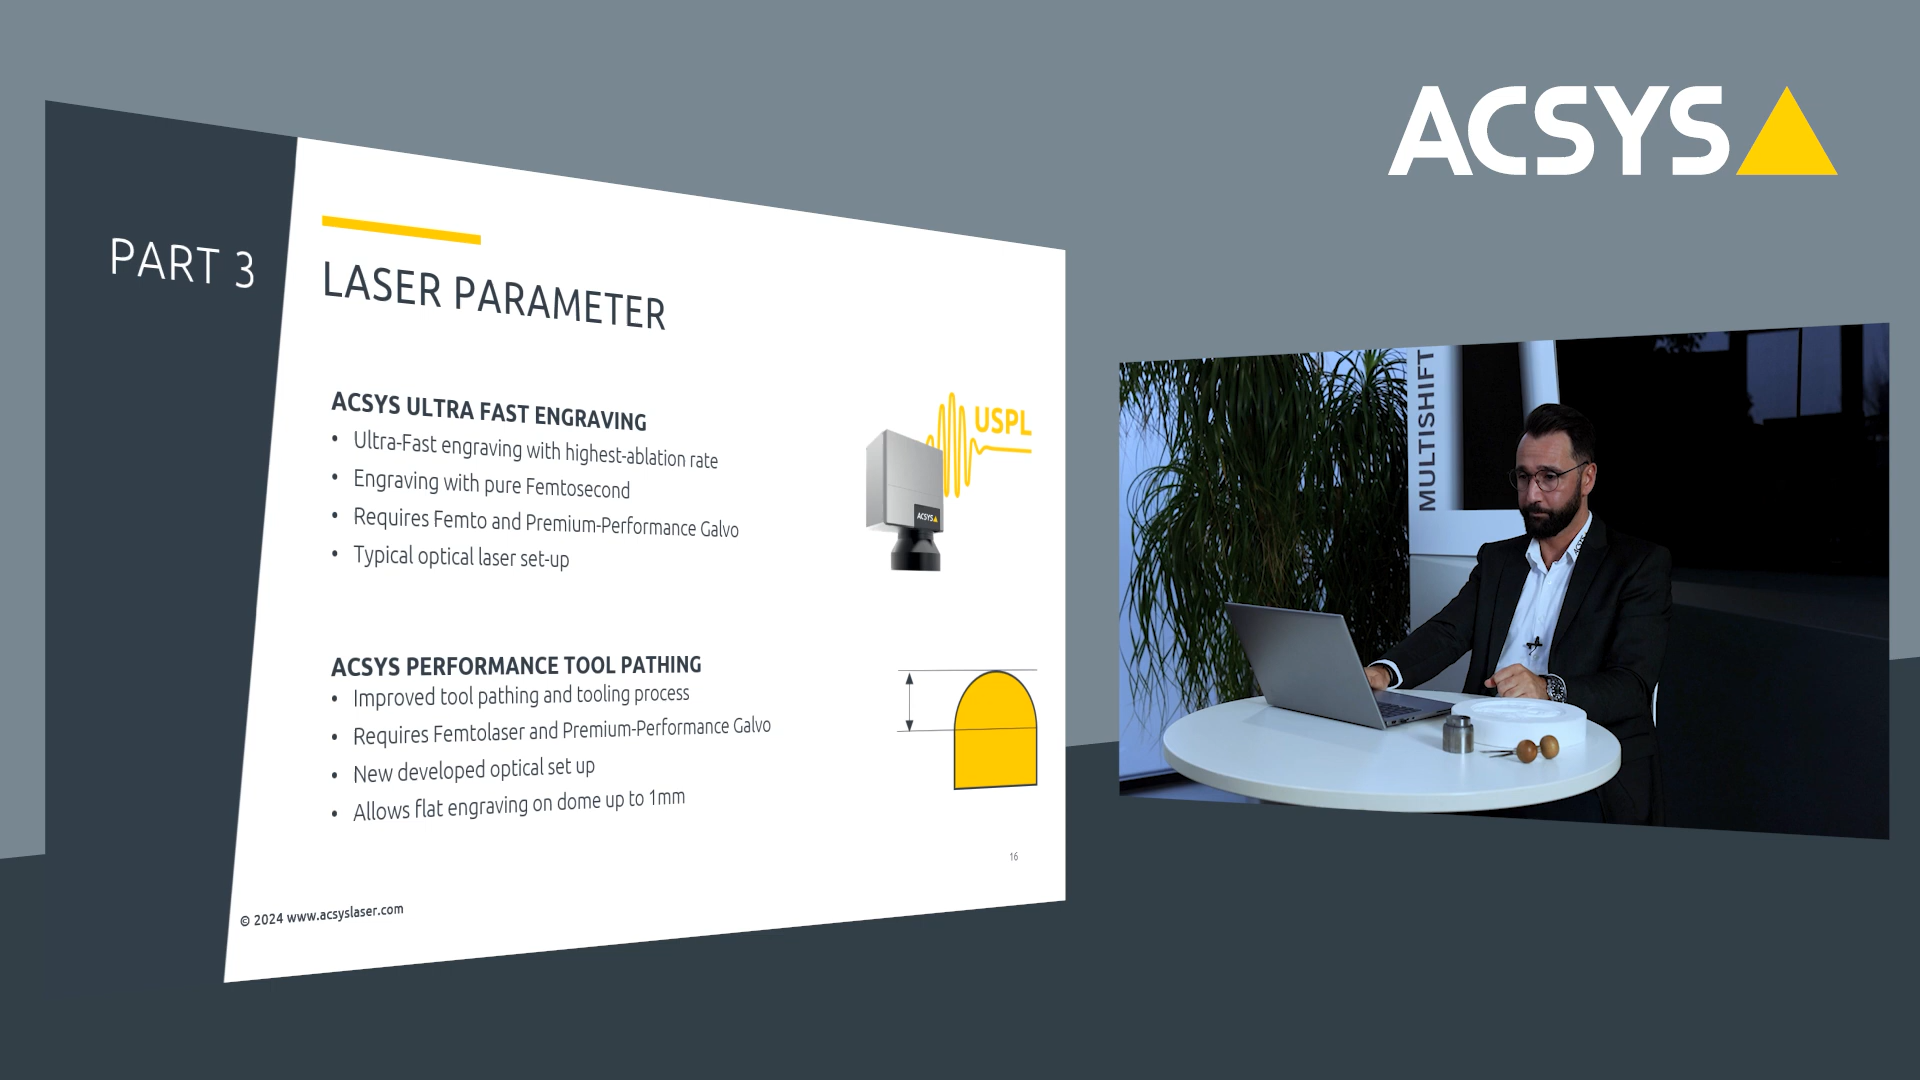 ACSYS
PART 3
LASER PARAMETER
ACSYS ULTRA FAST ENGRAVING
• Ultra-Fast engraving with highest-ablation rate
• Engraving with pure Femtosecond
• Requires Femto and Premium-Performance Galvo
• Typical optical laser set-up
USPL
ACSYS
ACSYS PERFORMANCE TOOL PATHING
• Improved tool pathing and tooling process
• Requires Femtolaser and Premium-Performance Galvo
• New developed optical set up
• Allows flat engraving on dome up to 1mm
16
© 2024 www.acsyslaser.com
MULTISHIFT
ACSYS